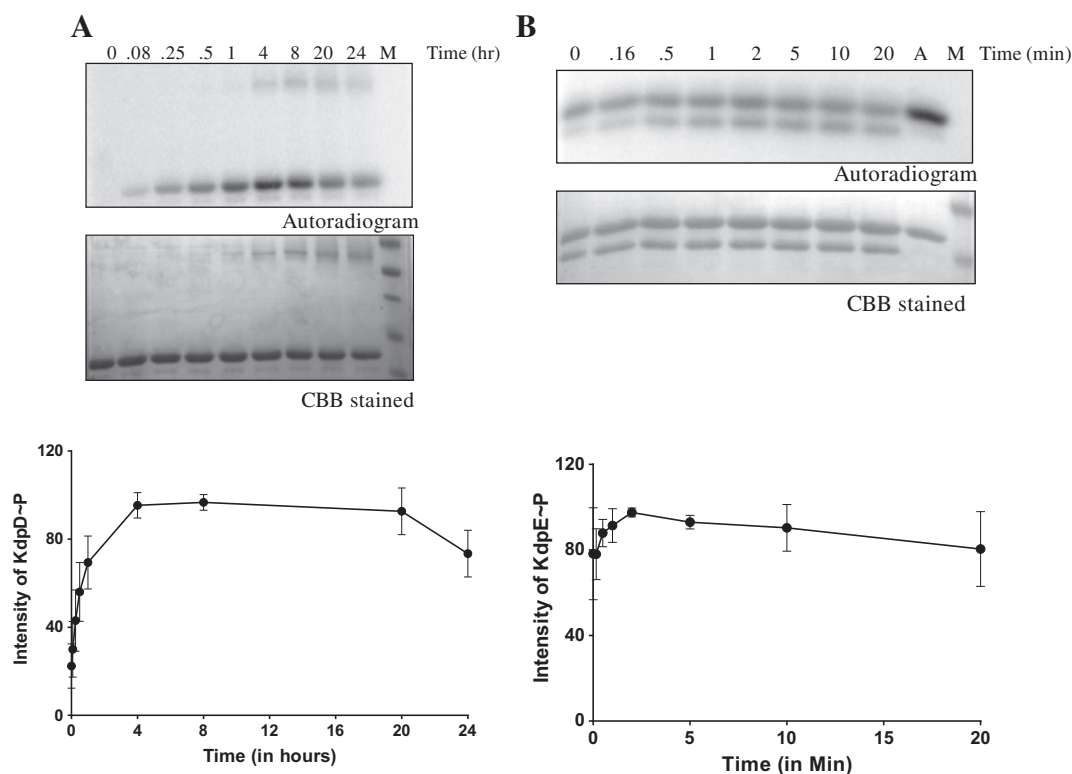 A
0 .08 .25 .5 1 4 8 20 24 M Time (hr)
Autoradiogram
CBB stained
120
80
40
0
Intensity of KdpD~P
0 4 8 12 16 20 24
Time (in hours)
B
0 .16 .5 1 2 5 10 20 A M Time (min)
Autoradiogram
CBB stained
120
80
40
0
Intensity of KdpE~P
0 5 10 15 20
Time (in Min)